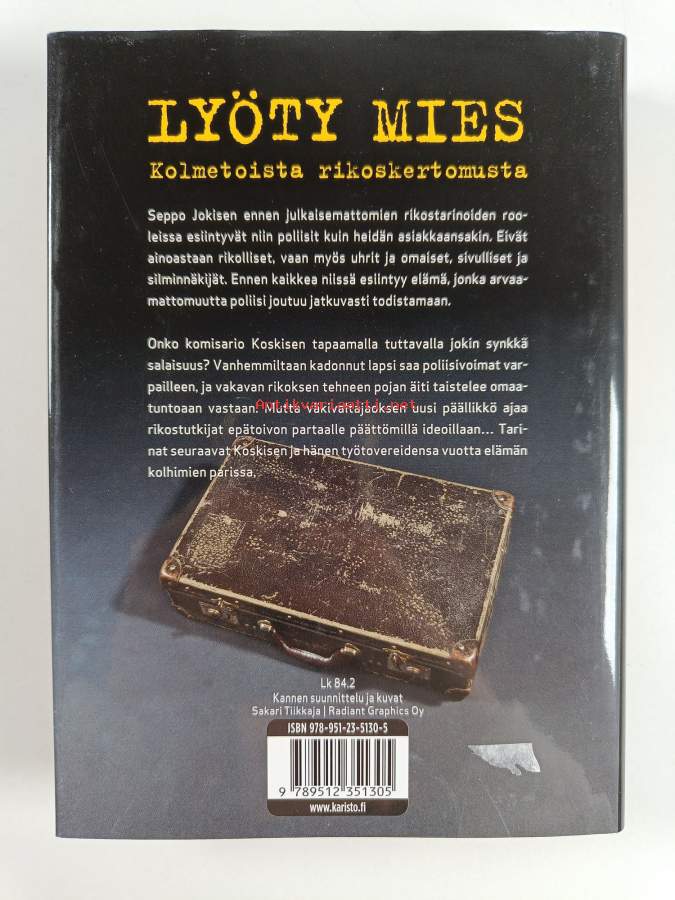 LYÖTY MIES
Kolmetoista rikoskertomusta
Seppo Jokisen ennen julkaisemattomien rikostarinoiden roo-
leissa esiintyvät niin poliisit kuin heidän asiakkaansakin. Eivät
ainoastaan rikolliset, vaan myös uhrit ja omaiset, sivulliset ja
silminnäkijät. Ennen kaikkea niissä esiintyy elämä, jonka arvaa-
mattomuutta poliisi joutuu jatkuvasti todistamaan.
Onko komisario Koskisen tapaamalla tuttavalla jokin synkkä
salaisuus? Vanhemmiltaan kadonnut lapsi saa poliisivoimat var-
pailleen, ja vakavan rikoksen tehneen pojan äiti taistelee omaa-
Antikvariaatti.net
tuntoaan vastaan. Mutta väkivaltajaoksen uusi päällikkö ajaa
rikostutkijat epätoivon partaalle päättömillä ideoillaan... Tari-
nat seuraavat Koskisen ja hänen työtovereidensa vuotta elämän
kolhimien parissa.
Lk 84.2
Kannen suunnittelu ja kuvat
Sakari Tiikkaja | Radiant Graphics Oy
ISBN 978-951-23-5130-5
9 789512 351305
www.karisto.fi